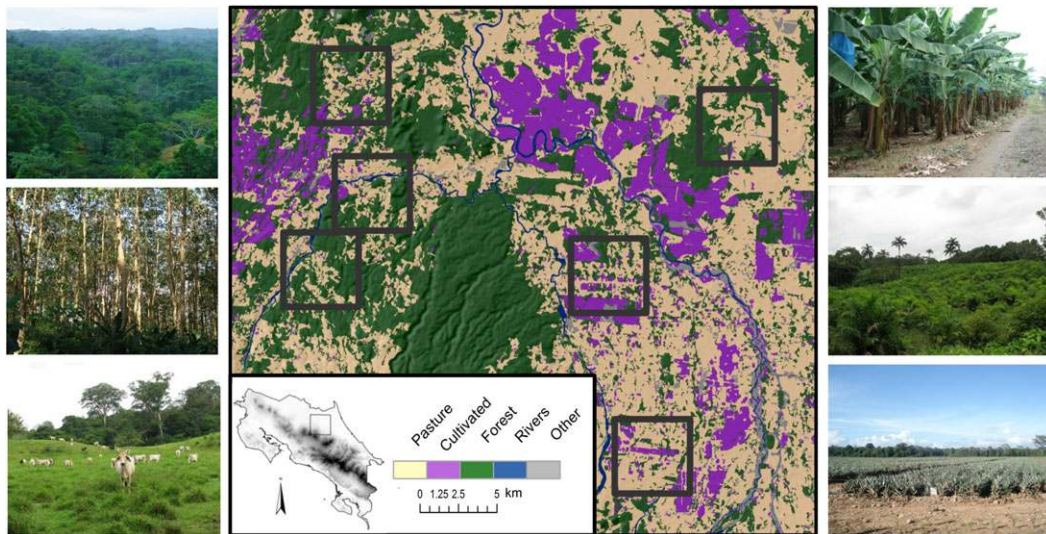 Pasture
Cultivated
Forest
Rivers
Other
0 1.25 2.5 5 km